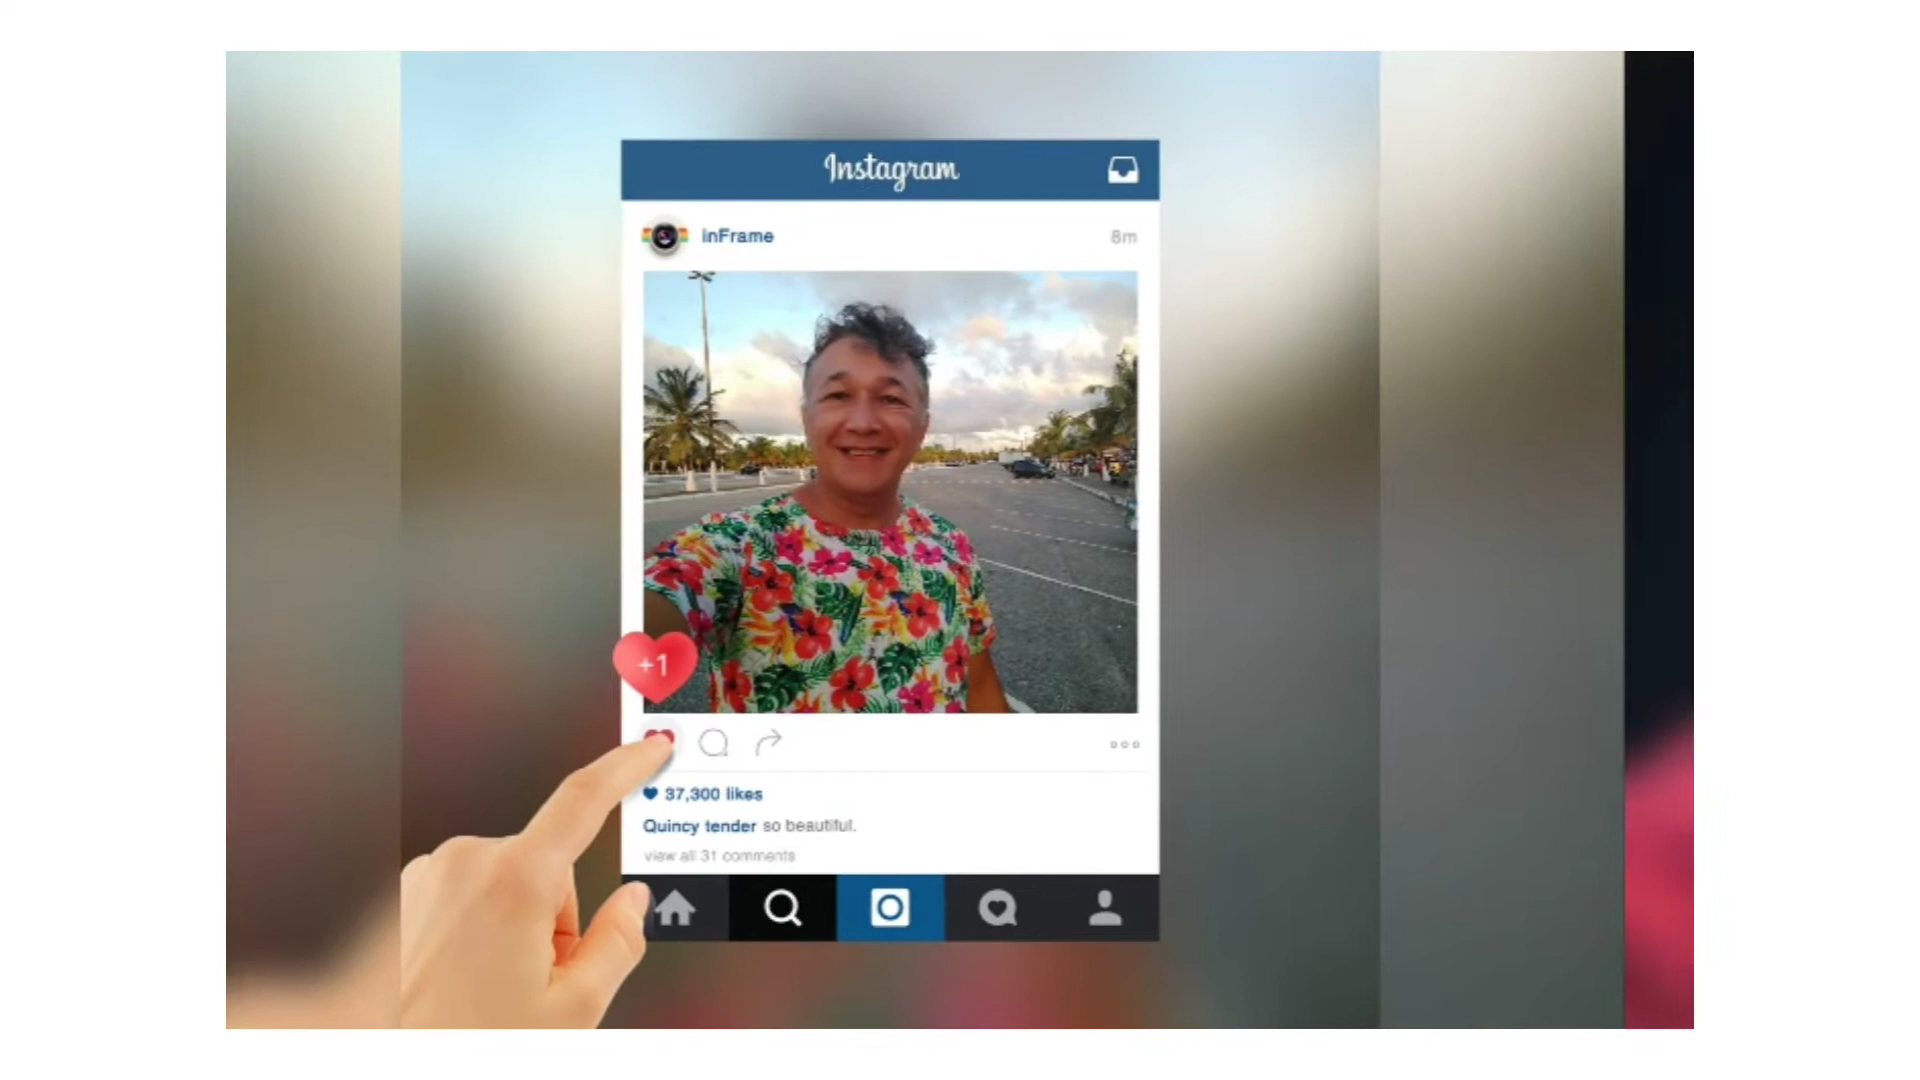 Instagram
inFrame 8m
+1
37,300 likes
Quincy tender so beautiful.
view all 31 comments